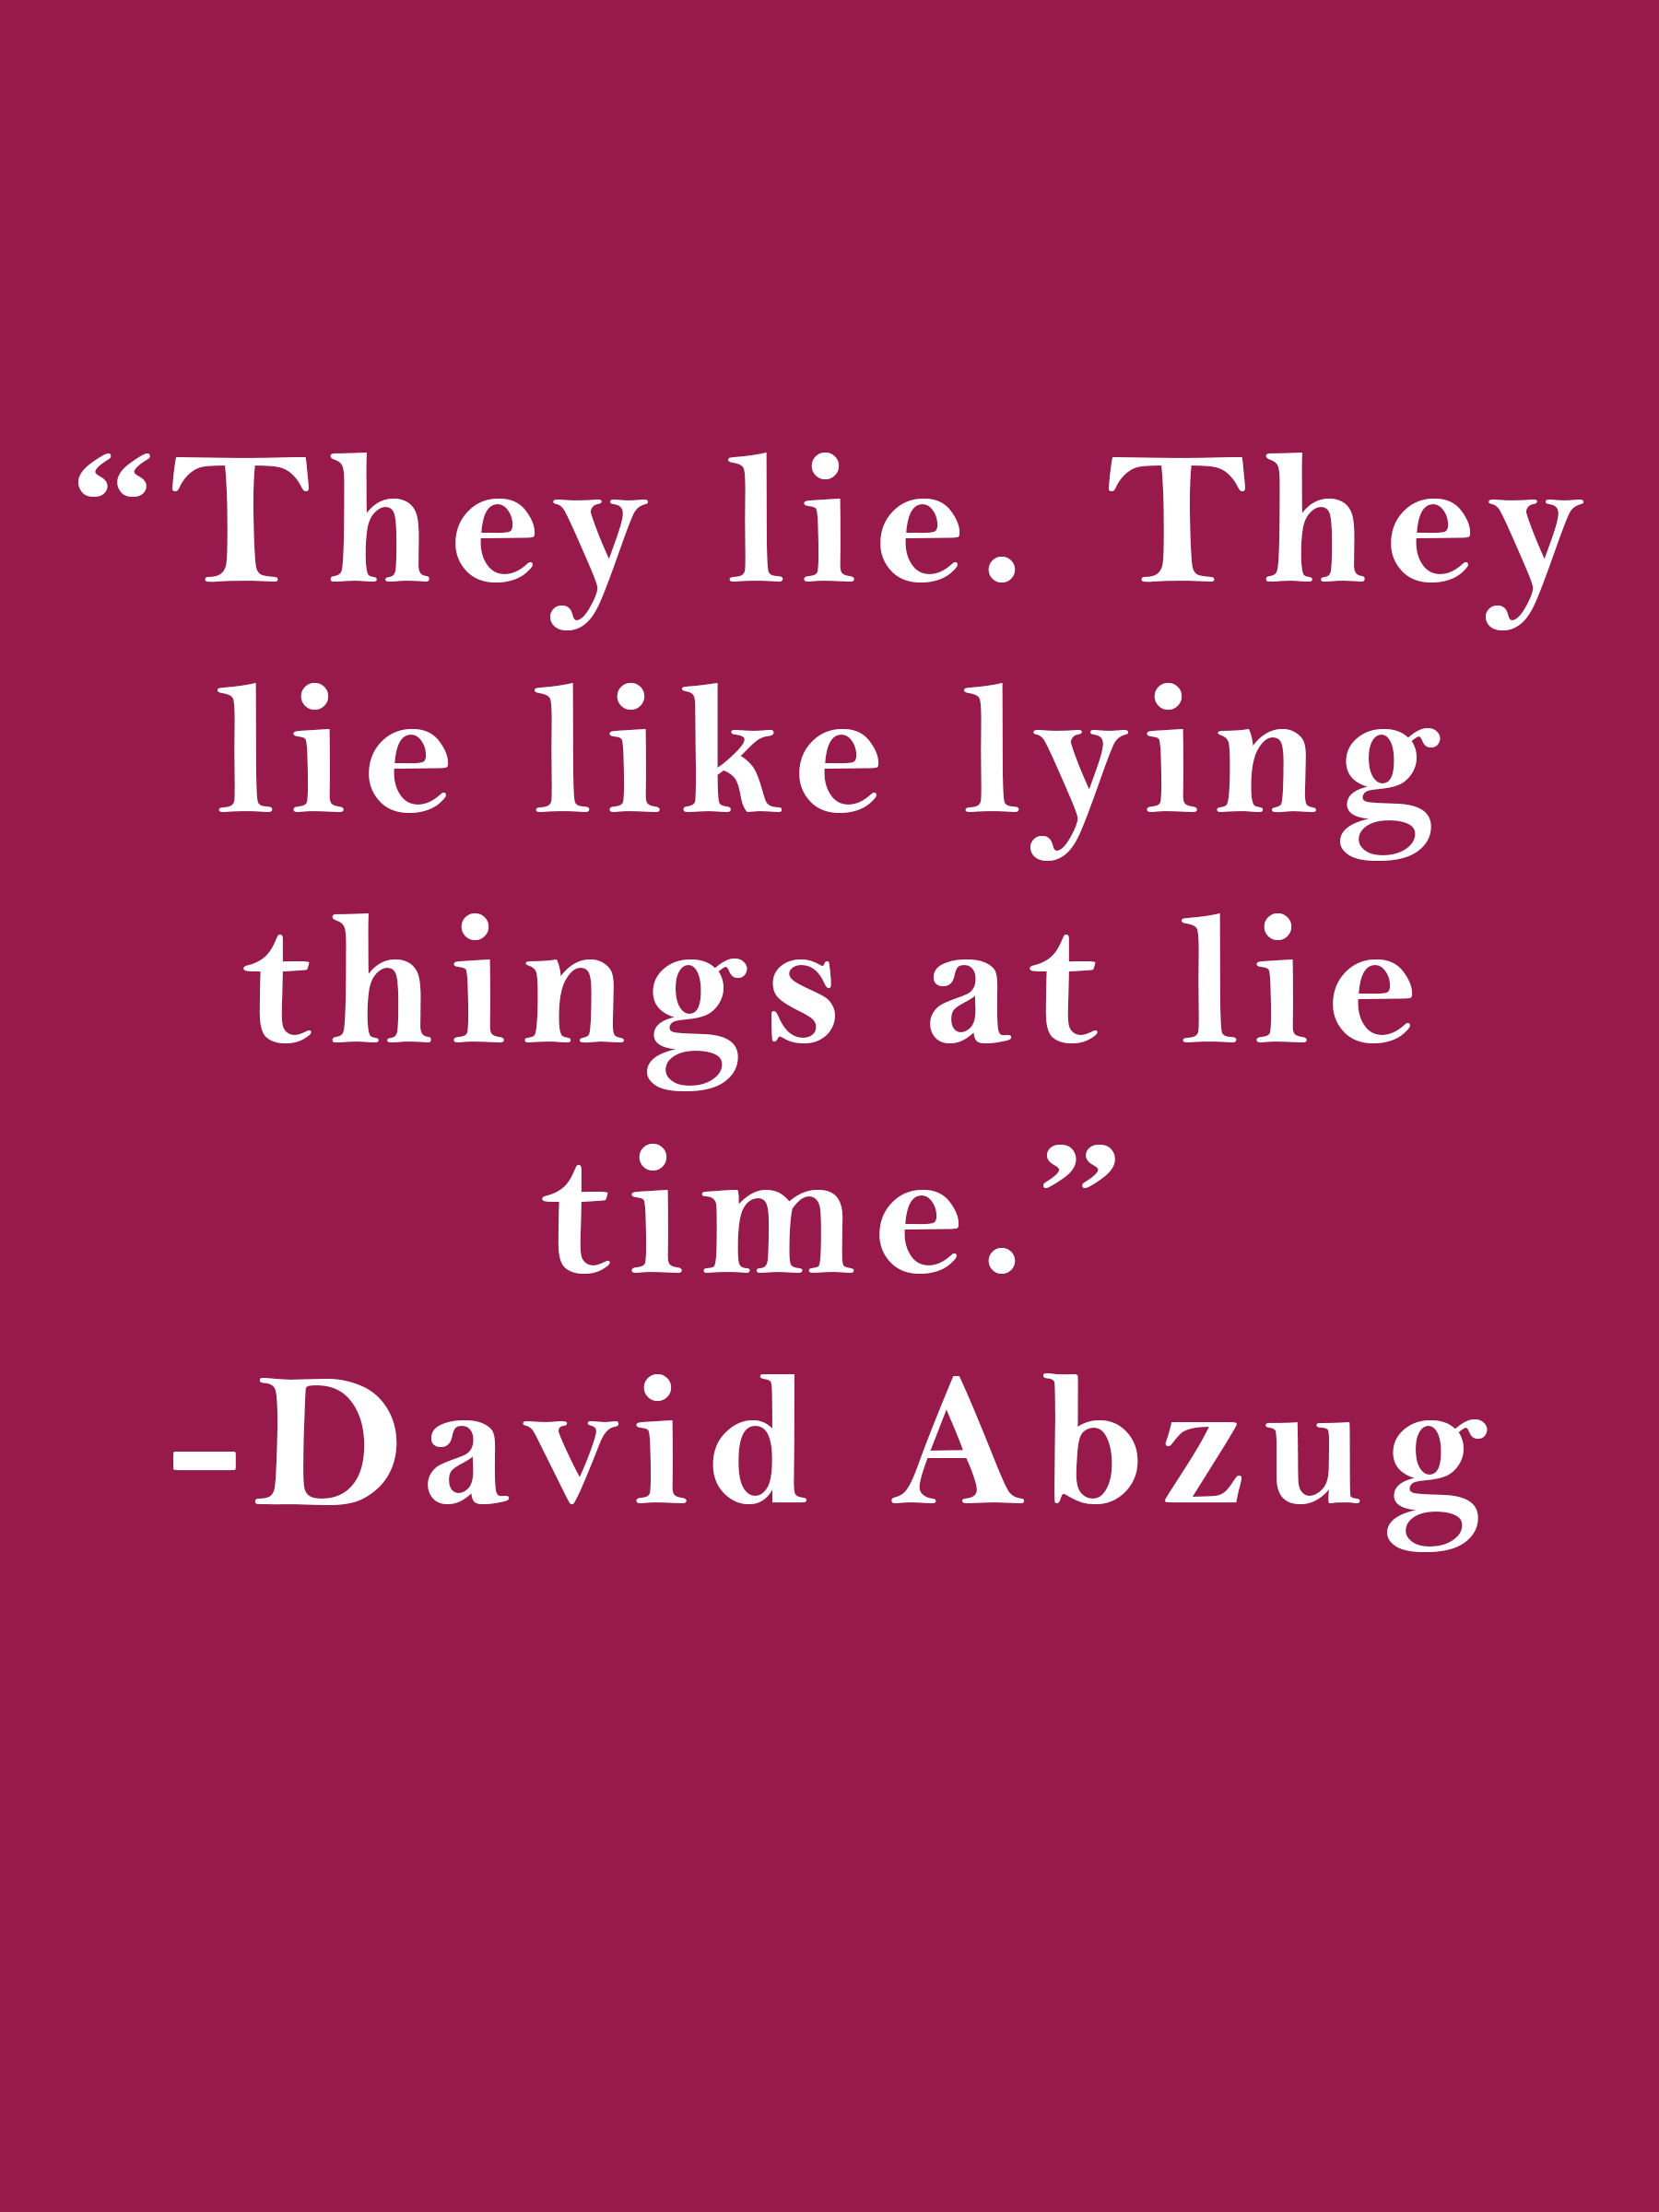 “They lie. They
lie like lying
things at lie
time.”
-David Abzug